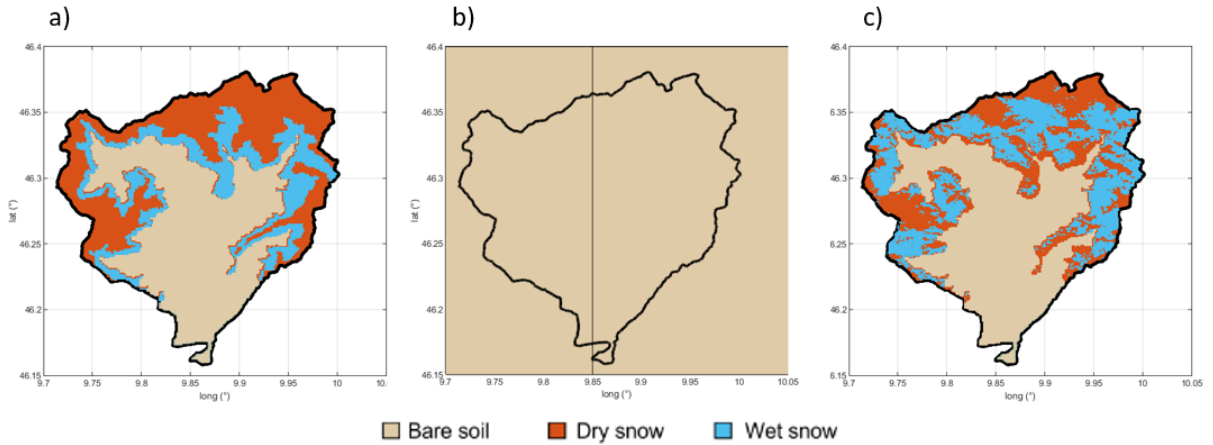 a) b) c)
46.4 46.4 46.4
46.35 46.35 46.35
46.3 46.3 46.3
lat (°) lat (°) lat (°)
46.25 46.25 46.25
46.2 46.2 46.2
46.15 46.15 6.15
9.7 9.75 9.8 9.85 9.9 9.95 10 10.0 9.7 9.75 9.8 9.85 9.9 9.95 10 10.05 9.7 9.75 9.8 9.85 9.9 9.95 10 10.05
long (°) long (°) long (°)
Bare soil Dry snow Wet snow